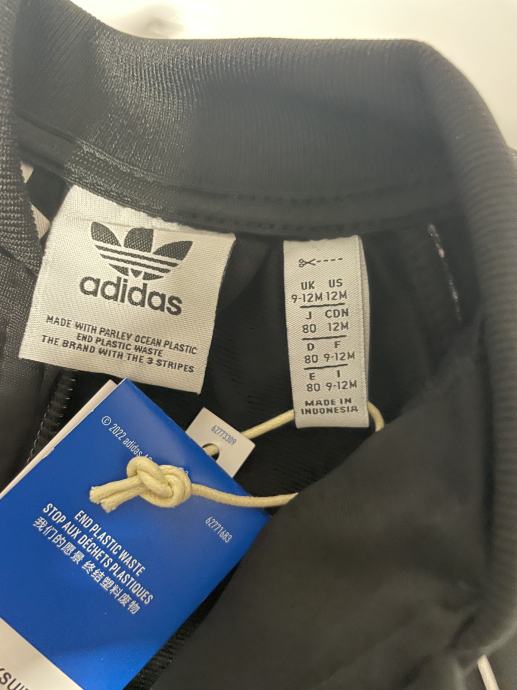 adidas
MADE WITH PARLEY OCEAN PLASTIC
END PLASTIC WASTE
THE BRAND WITH THE 3 STRIPES
UK US
9-12M 12M
J CDN
80 12M
D F
80 9-12M
E I
80 9-12M
MADE IN
INDONESIA
© 2022 adidas
62773309
62771683
END PLASTIC WASTE
STOP AUX DÉCHETS PLASTIQUES
我们的愿景 终结塑料废物